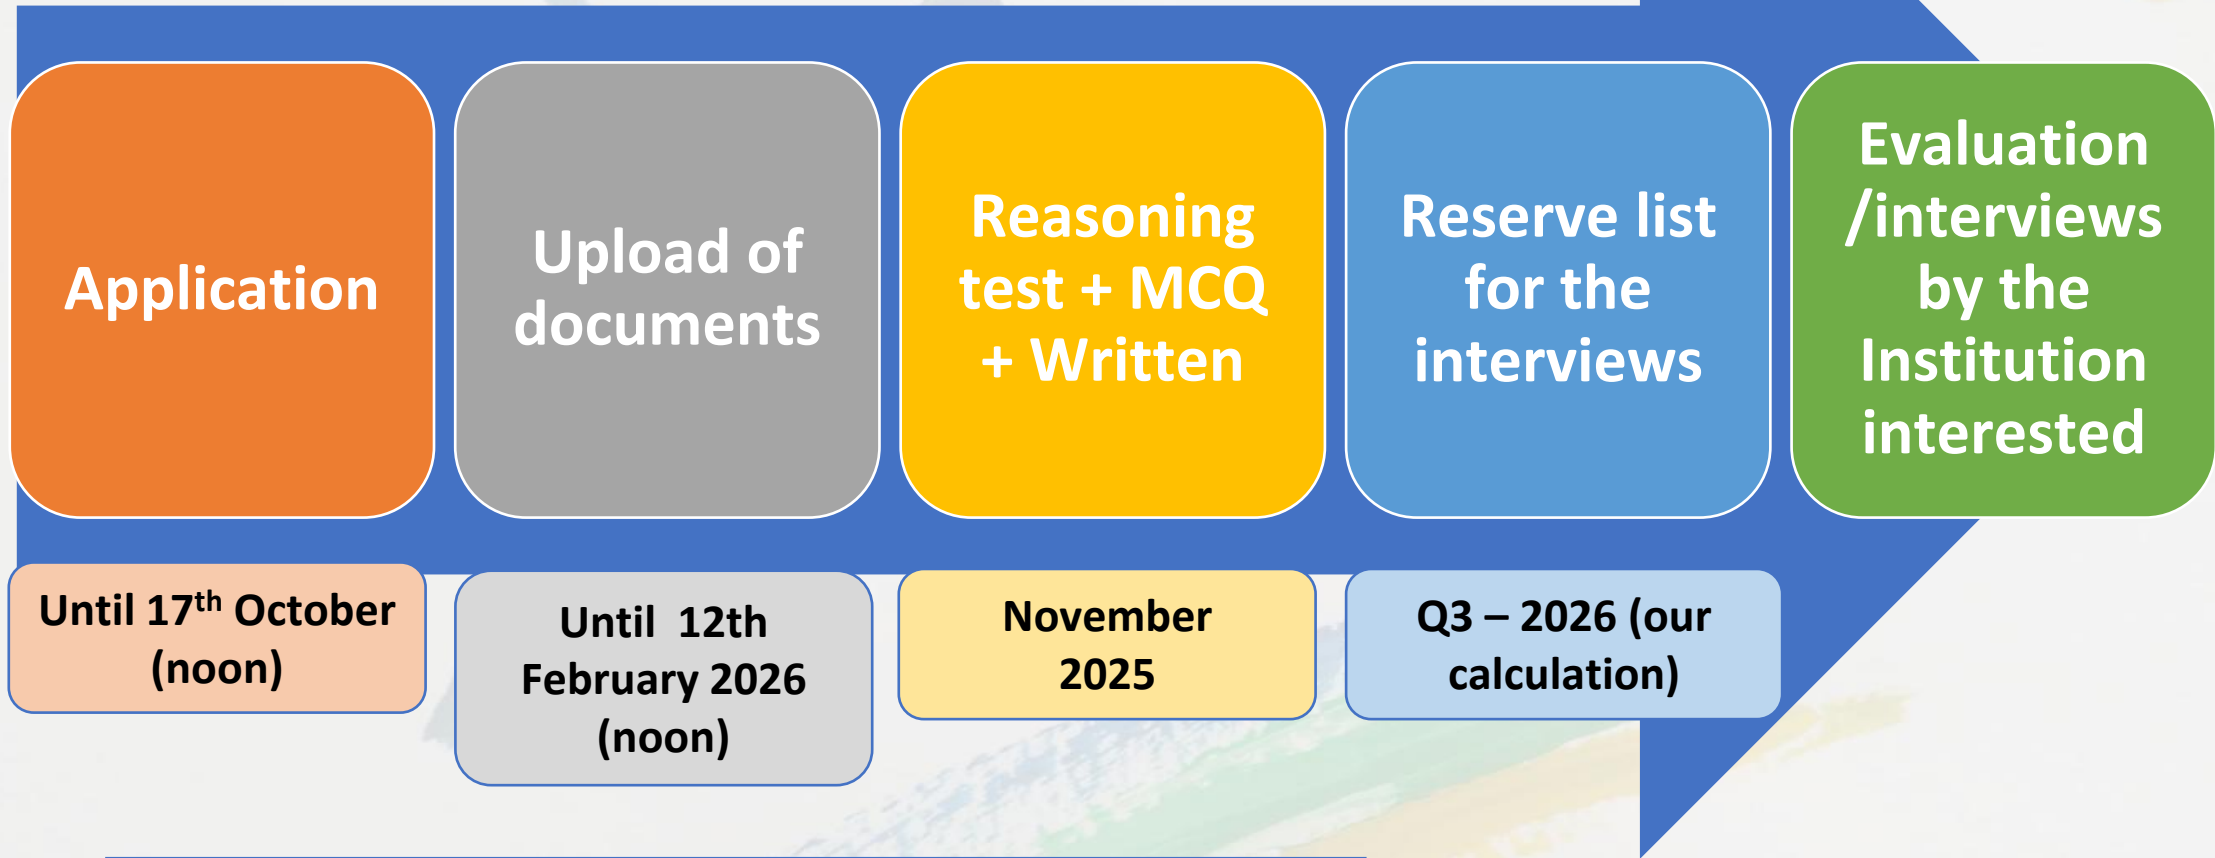 Application
Upload of
documents
Reasoning
test + MCQ
+ Written
Reserve list
for the
interviews
Evaluation
/interviews
by the
Institution
interested
Until 17th October
(noon)
Until 12th
February 2026
(noon)
November
2025
Q3 – 2026 (our
calculation)